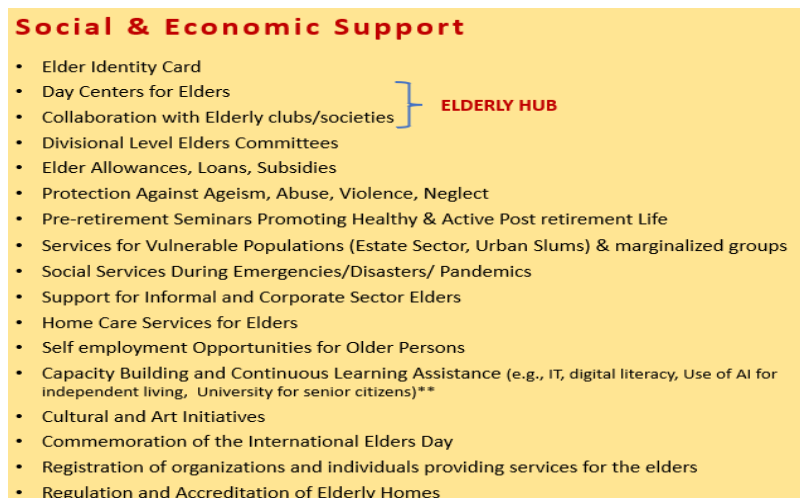 Social & Economic Support
• Elder Identity Card
• Day Centers for Elders
• Collaboration with Elderly clubs/societies
ELDERLY HUB
• Divisional Level Elders Committees
• Elder Allowances, Loans, Subsidies
• Protection Against Ageism, Abuse, Violence, Neglect
• Pre-retirement Seminars Promoting Healthy & Active Post retirement Life
• Services for Vulnerable Populations (Estate Sector, Urban Slums) & marginalized groups
• Social Services During Emergencies/Disasters/ Pandemics
• Support for Informal and Corporate Sector Elders
• Home Care Services for Elders
• Self employment Opportunities for Older Persons
• Capacity Building and Continuous Learning Assistance (e.g., IT, digital literacy, Use of AI for
independent living, University for senior citizens)**
• Cultural and Art Initiatives
• Commemoration of the International Elders Day
• Registration of organizations and individuals providing services for the elders
• Regulation and Accreditation of Elderly Homes